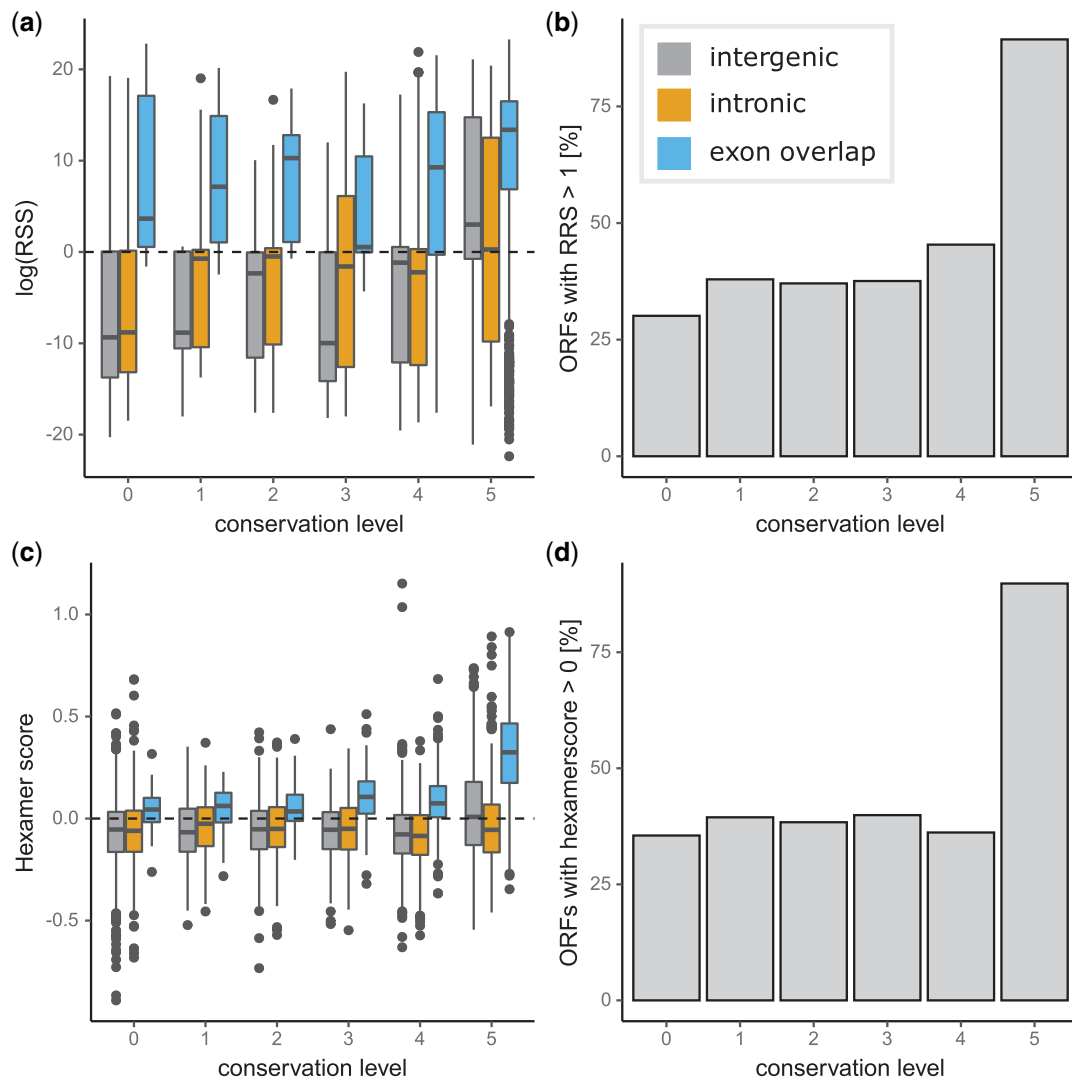 (a)
log(RSS)
20
10
0
-10
-20
0 1 2 3 4 5
conservation level
(b)
intergenic
intronic
exon overlap
ORFs with RRS > 1 [%]
75
50
25
0
0 1 2 3 4 5
conservation level
(c)
Hexamer score
1.0
0.5
0.0
-0.5
0 1 2 3 4 5
conservation level
(d)
ORFs with hexamerscore > 0 [%]
75
50
25
0
0 1 2 3 4 5
conservation level